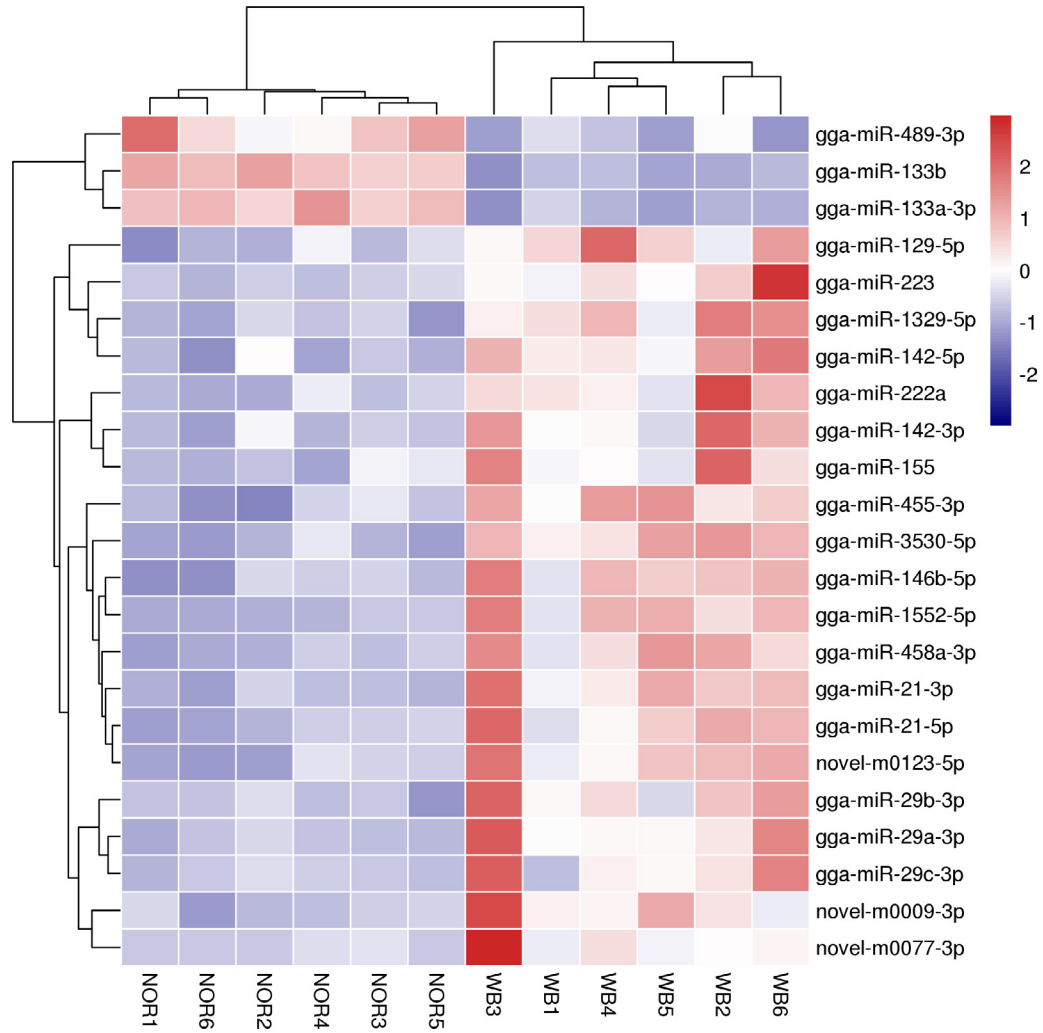 gga-miR-489-3p
gga-miR-133b
gga-miR-133a-3p
gga-miR-129-5p
gga-miR-223
gga-miR-1329-5p
gga-miR-142-5p
gga-miR-222a
gga-miR-142-3p
gga-miR-155
gga-miR-455-3p
gga-miR-3530-5p
gga-miR-146b-5p
gga-miR-1552-5p
gga-miR-458a-3p
gga-miR-21-3p
gga-miR-21-5p
novel-m0123-5p
gga-miR-29b-3p
gga-miR-29a-3p
gga-miR-29c-3p
novel-m0009-3p
novel-m0077-3p
2
1
0
-1
-2
NOR1
NOR6
NOR2
NOR4
NOR3
NOR5
WB3
WB1
WB4
WB5
WB2
WB6